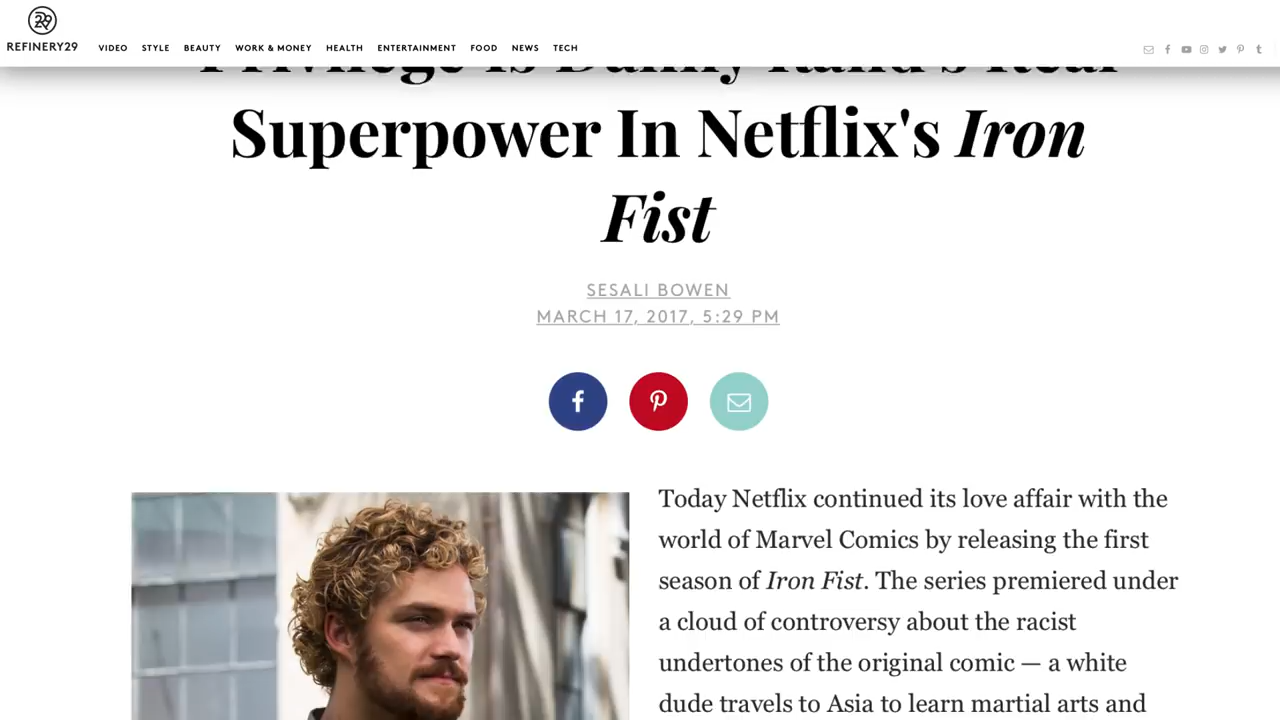 REFINERY29
VIDEO STYLE BEAUTY WORK & MONEY HEALTH ENTERTAINMENT FOOD NEWS TECH
Privilege Is Danny Rand's Real
Superpower In Netflix's Iron
Fist
SESALI BOWEN
MARCH 17, 2017, 5:29 PM
Today Netflix continued its love affair with the
world of Marvel Comics by releasing the first
season of Iron Fist. The series premiered under
a cloud of controversy about the racist
undertones of the original comic — a white
dude travels to Asia to learn martial arts and